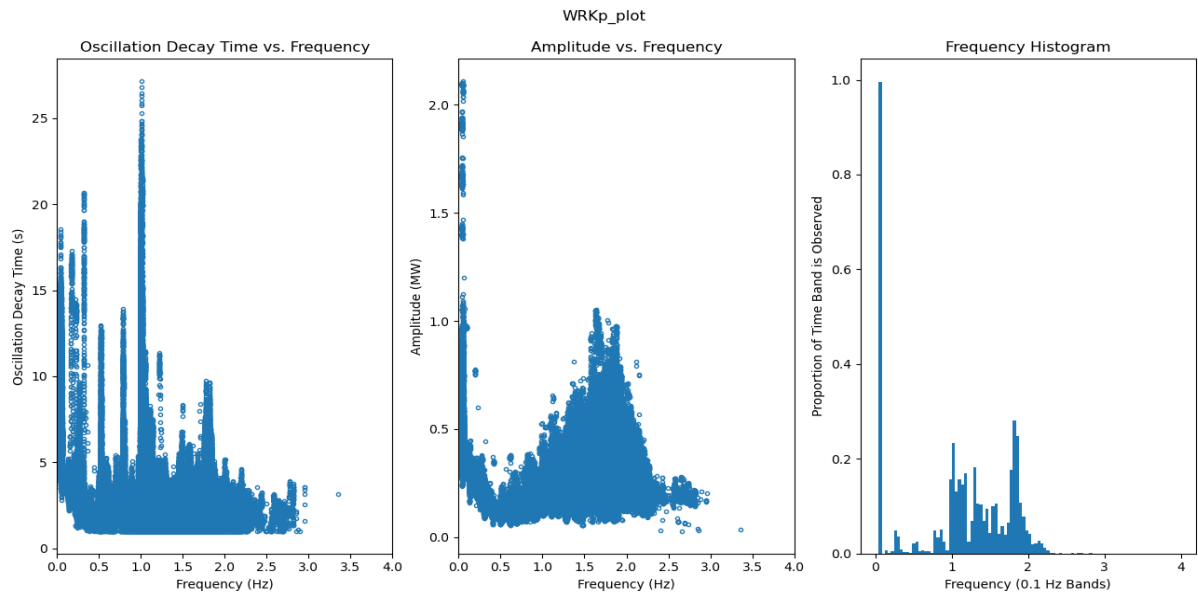 WRKp_plot
Oscillation Decay Time vs. Frequency
Oscillation Decay Time (s)
25
20
15
10
5
0
0.0 0.5 1.0 1.5 2.0 2.5 3.0 3.5 4.0
Frequency (Hz)
Amplitude vs. Frequency
Amplitude (MW)
2.0
1.5
1.0
0.5
0.0
0.0 0.5 1.0 1.5 2.0 2.5 3.0 3.5 4.0
Frequency (Hz)
Frequency Histogram
Proportion of Time Band is Observed
1.0
0.8
0.6
0.4
0.2
0.0
0 1 2 3 4
Frequency (0.1 Hz Bands)